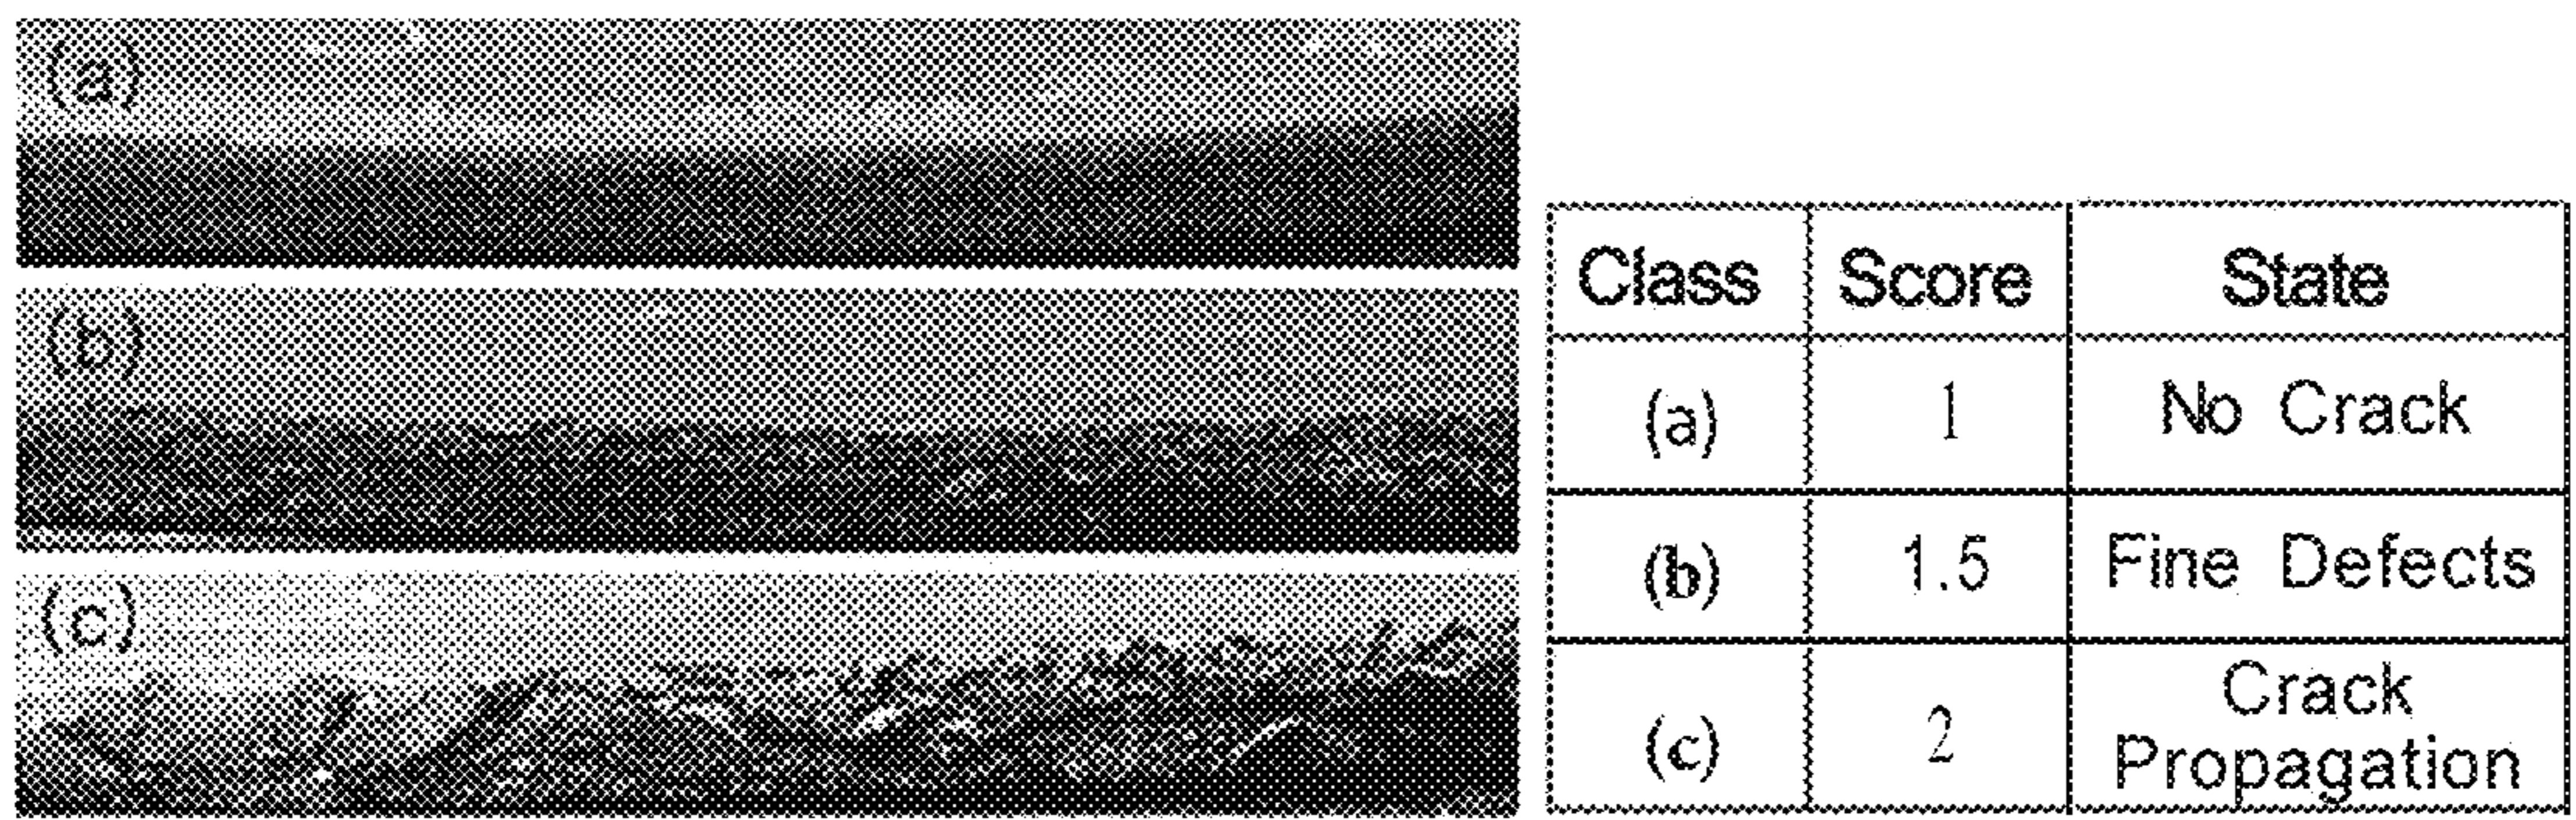 (a)
(b)
(c)
Class Score State
(a) 1 No Crack
(b) 1.5 Fine Defects
(c) 2 Crack
Propagation